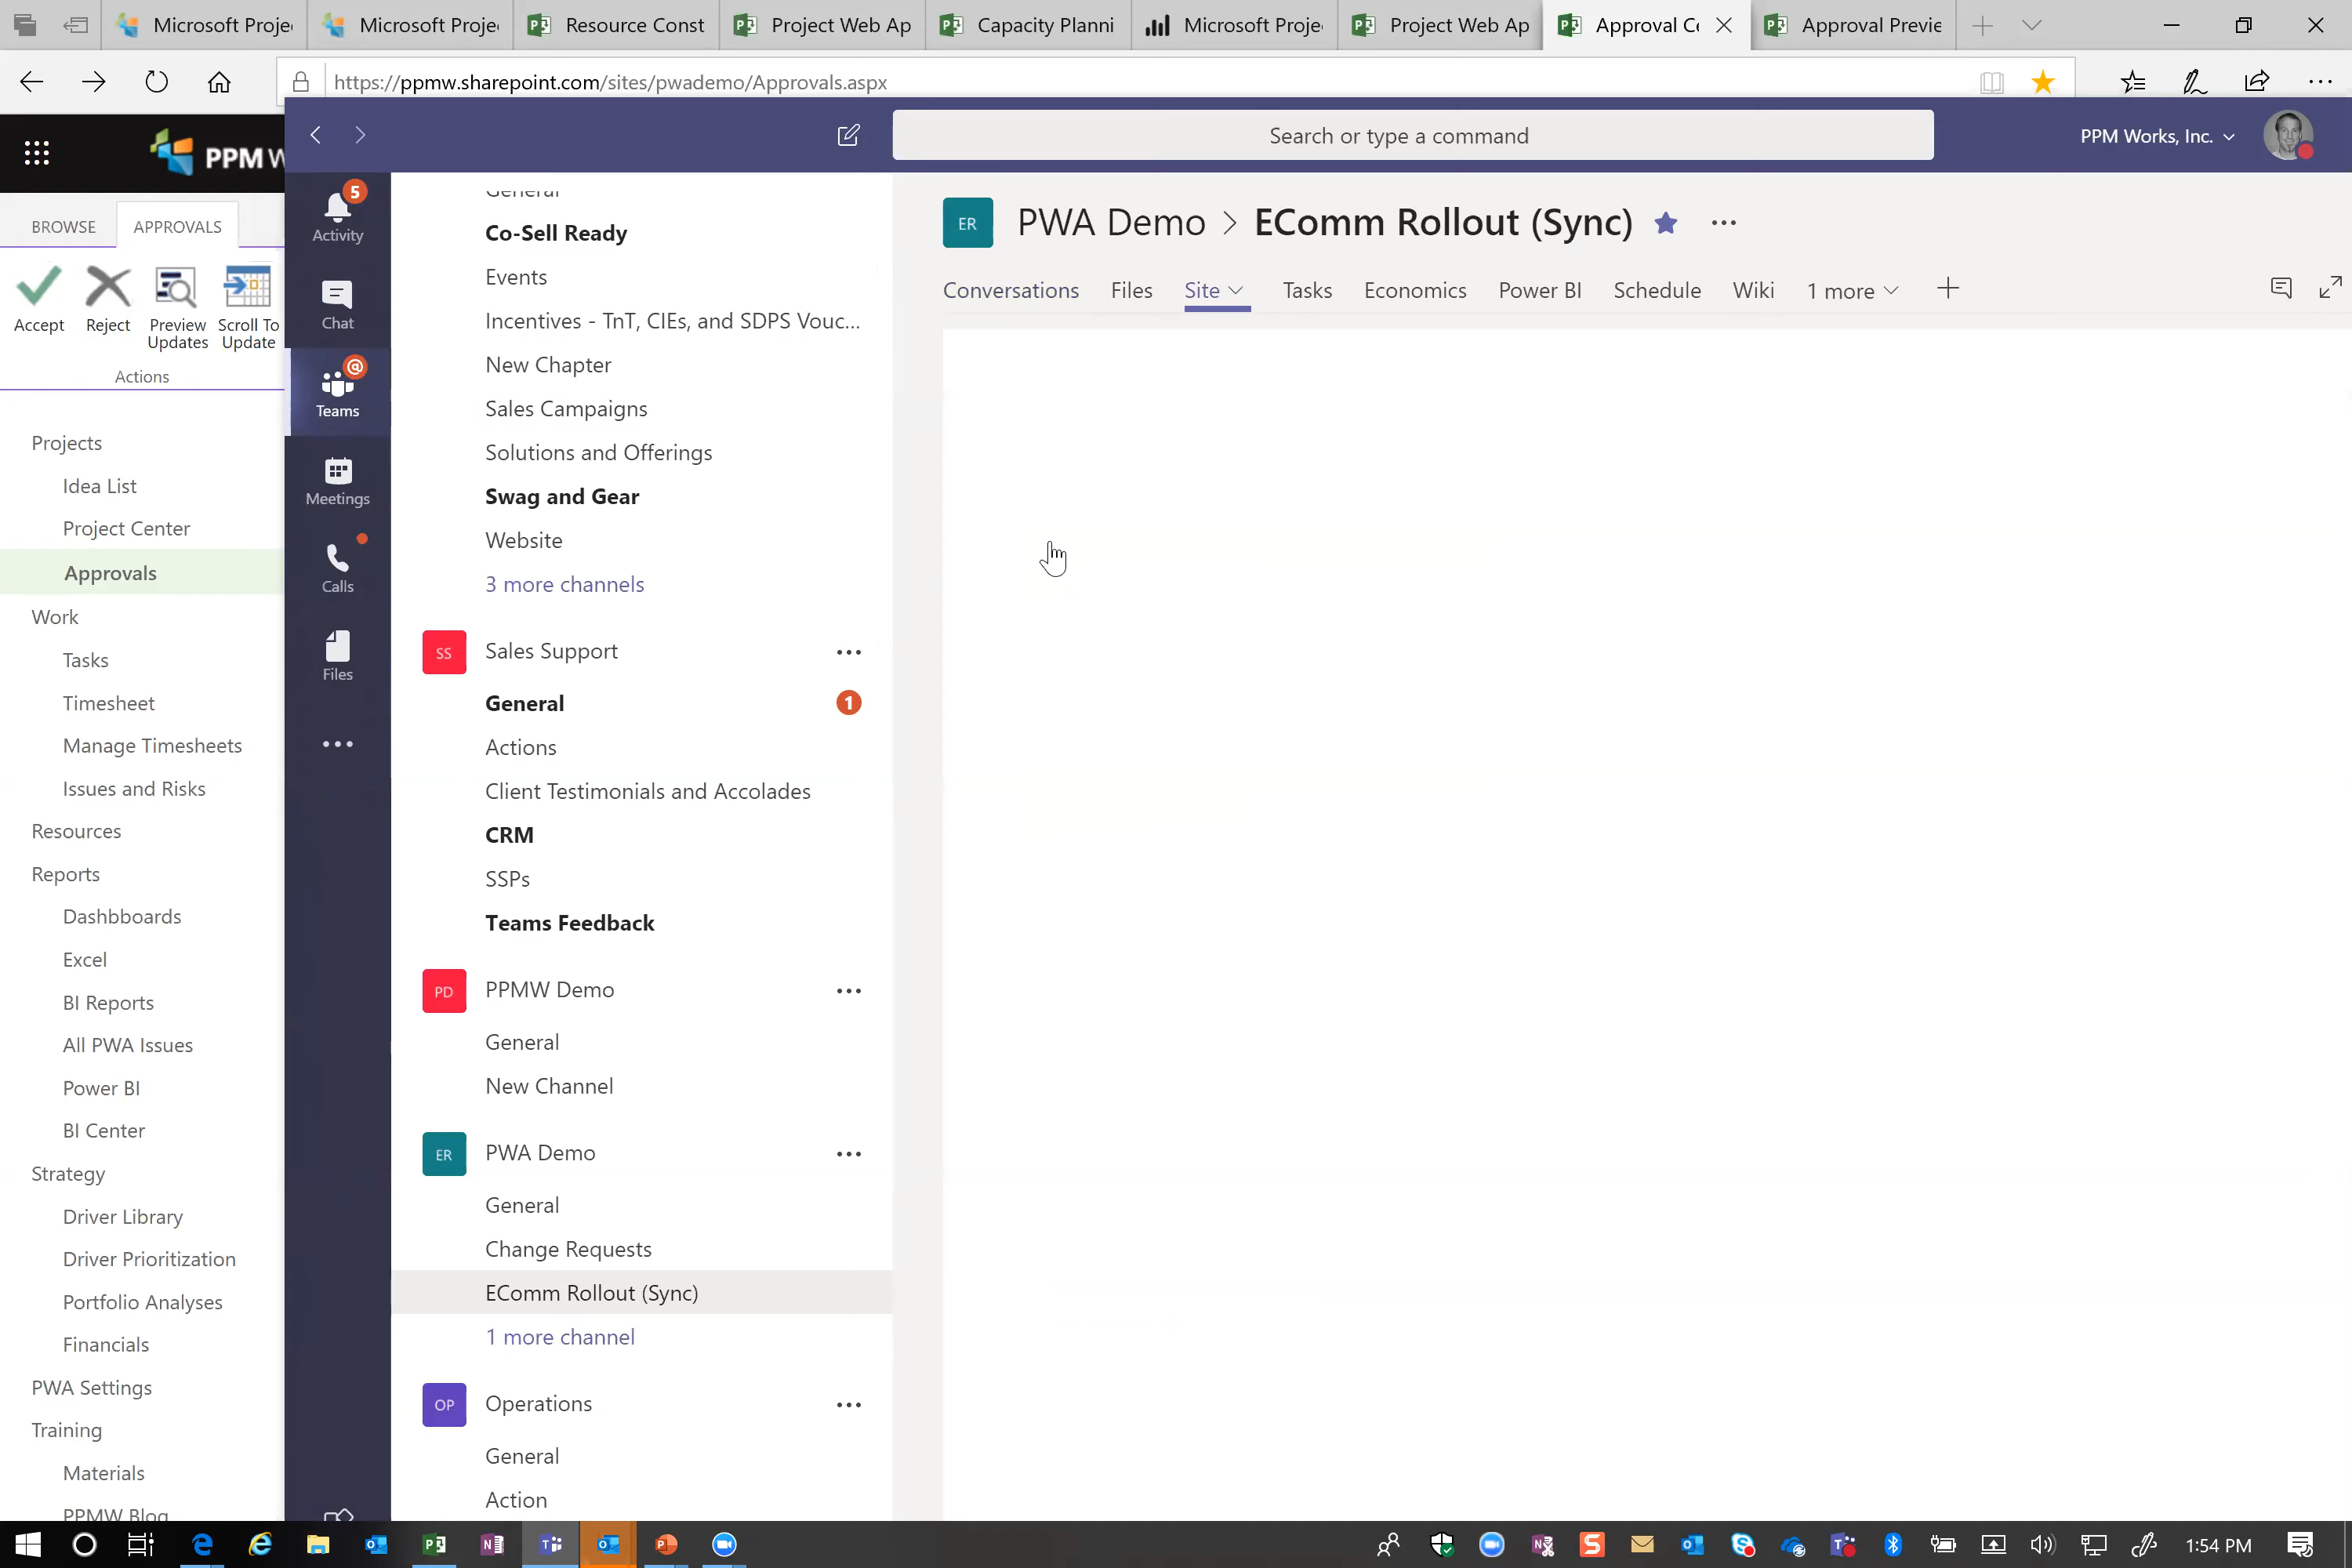 Microsoft Projec
Microsoft Projec
Resource Const
Project Web Ap
Capacity Planni
Microsoft Projec
Project Web Ap
Approval Ce
Approval Previe
https://ppmw.sharepoint.com/sites/pwademo/Approvals.aspx
PPM W
Search or type a command
PPM Works, Inc.
BROWSE
APPROVALS
Accept
Reject
Preview
Updates
Scroll To
Update
Actions
Projects
Idea List
Project Center
Approvals
Work
Tasks
Timesheet
Manage Timesheets
Issues and Risks
Resources
Reports
Dashbboards
Excel
BI Reports
All PWA Issues
Power BI
BI Center
Strategy
Driver Library
Driver Prioritization
Portfolio Analyses
Financials
PWA Settings
Training
Materials
PPMW Blog
5
Activity
Chat
@
Teams
Meetings
Calls
Files
General
Co-Sell Ready
Events
Incentives - TnT, CIEs, and SDPS Vouc...
New Chapter
Sales Campaigns
Solutions and Offerings
Swag and Gear
Website
3 more channels
SS
Sales Support
General
1
Actions
Client Testimonials and Accolades
CRM
SSPs
Teams Feedback
PD
PPMW Demo
General
New Channel
ER
PWA Demo
General
Change Requests
EComm Rollout (Sync)
1 more channel
OP
Operations
General
Action
ER
PWA Demo > EComm Rollout (Sync)
Conversations
Files
Site
Tasks
Economics
Power BI
Schedule
Wiki
1 more
1:54 PM